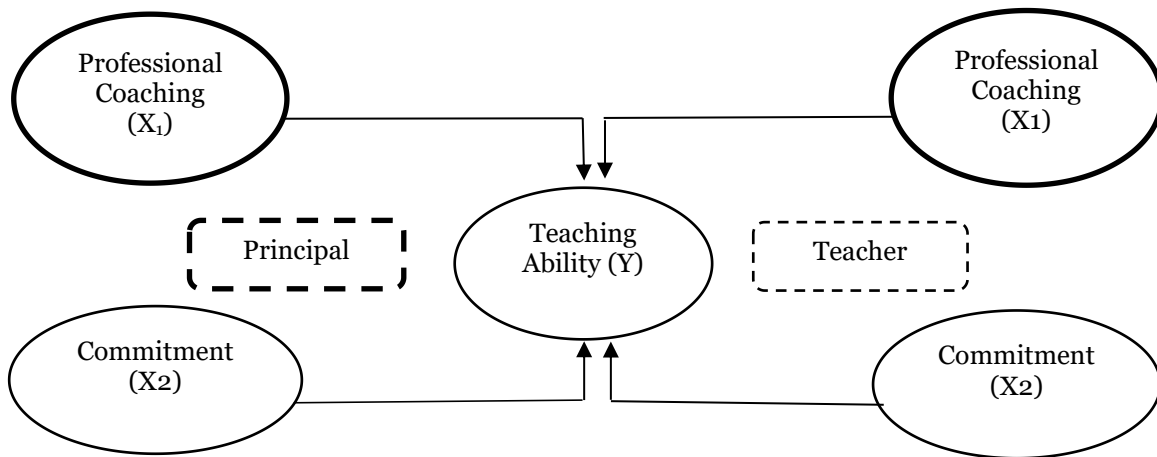 Professional
Coaching
(X₁)
Professional
Coaching
(X1)
Principal
Teaching
Ability (Y)
Teacher
Commitment
(X2)
Commitment
(X2)